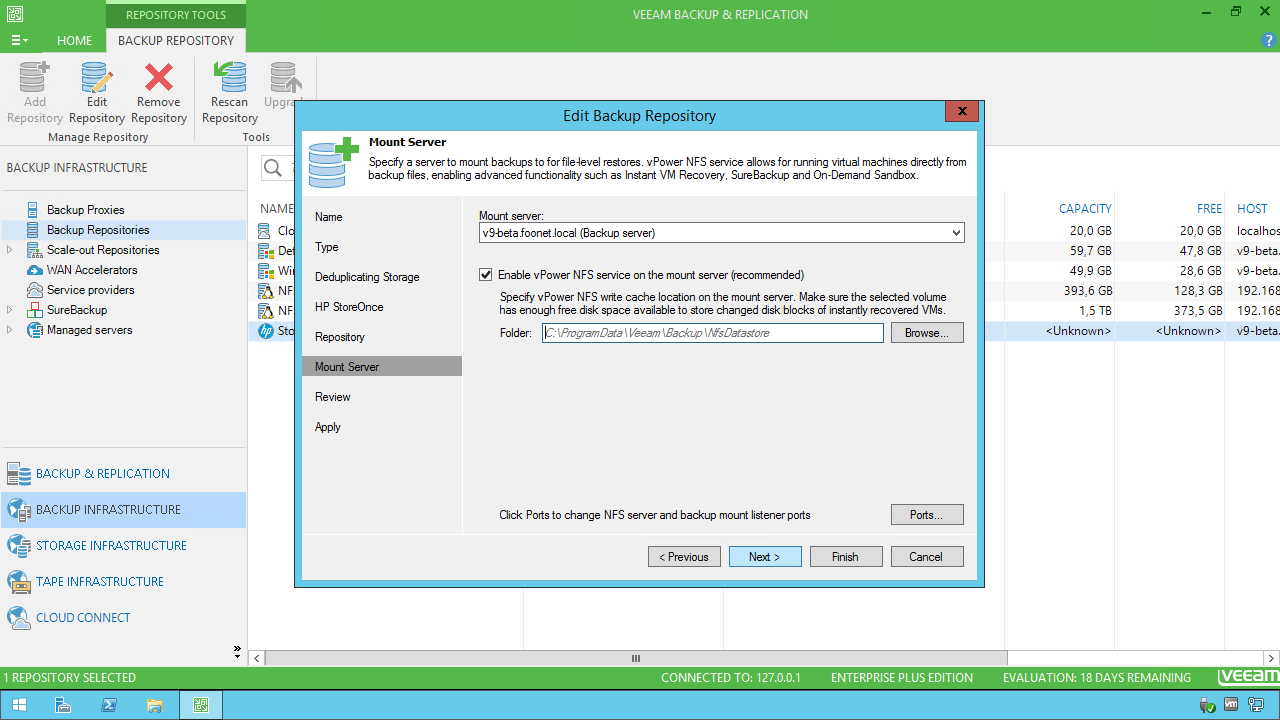 REPOSITORY TOOLS
VEEAM BACKUP & REPLICATION
HOME
BACKUP REPOSITORY
Add Repository
Edit Repository
Remove Repository
Rescan Repository
Manage Repository
Tools
BACKUP INFRASTRUCTURE
Backup Proxies
Backup Repositories
Scale-out Repositories
WAN Accelerators
Service providers
SureBackup
Managed servers
BACKUP & REPLICATION
BACKUP INFRASTRUCTURE
STORAGE INFRASTRUCTURE
TAPE INFRASTRUCTURE
CLOUD CONNECT
NAME
CAPACITY FREE HOST
20,0 GB 20,0 GB localhos
59,7 GB 47,8 GB v9-beta.
49,9 GB 28,6 GB v9-beta.
393,6 GB 128,3 GB 192.168
1,5 TB 373,5 GB 192.168
<Unknown> <Unknown> v9-beta.
Edit Backup Repository
Mount Server
Specify a server to mount backups to for file-level restores. vPower NFS service allows for running virtual machines directly from
backup files, enabling advanced functionality such as Instant VM Recovery, SureBackup and On-Demand Sandbox.
Name
Type
Deduplicating Storage
HP StoreOnce
Repository
Mount Server
Review
Apply
Mount server:
v9-beta.foonet.local (Backup server)
Enable vPower NFS service on the mount server (recommended)
Specify vPower NFS write cache location on the mount server. Make sure the selected volume
has enough free disk space available to store changed disk blocks of instantly recovered VMs.
Folder: C:\ProgramData\Veeam\Backup\NfsDatastore Browse...
Click Ports to change NFS server and backup mount listener ports Ports...
< Previous Next > Finish Cancel
1 REPOSITORY SELECTED
CONNECTED TO: 127.0.0.1
ENTERPRISE PLUS EDITION
EVALUATION: 18 DAYS REMAINING
veeam